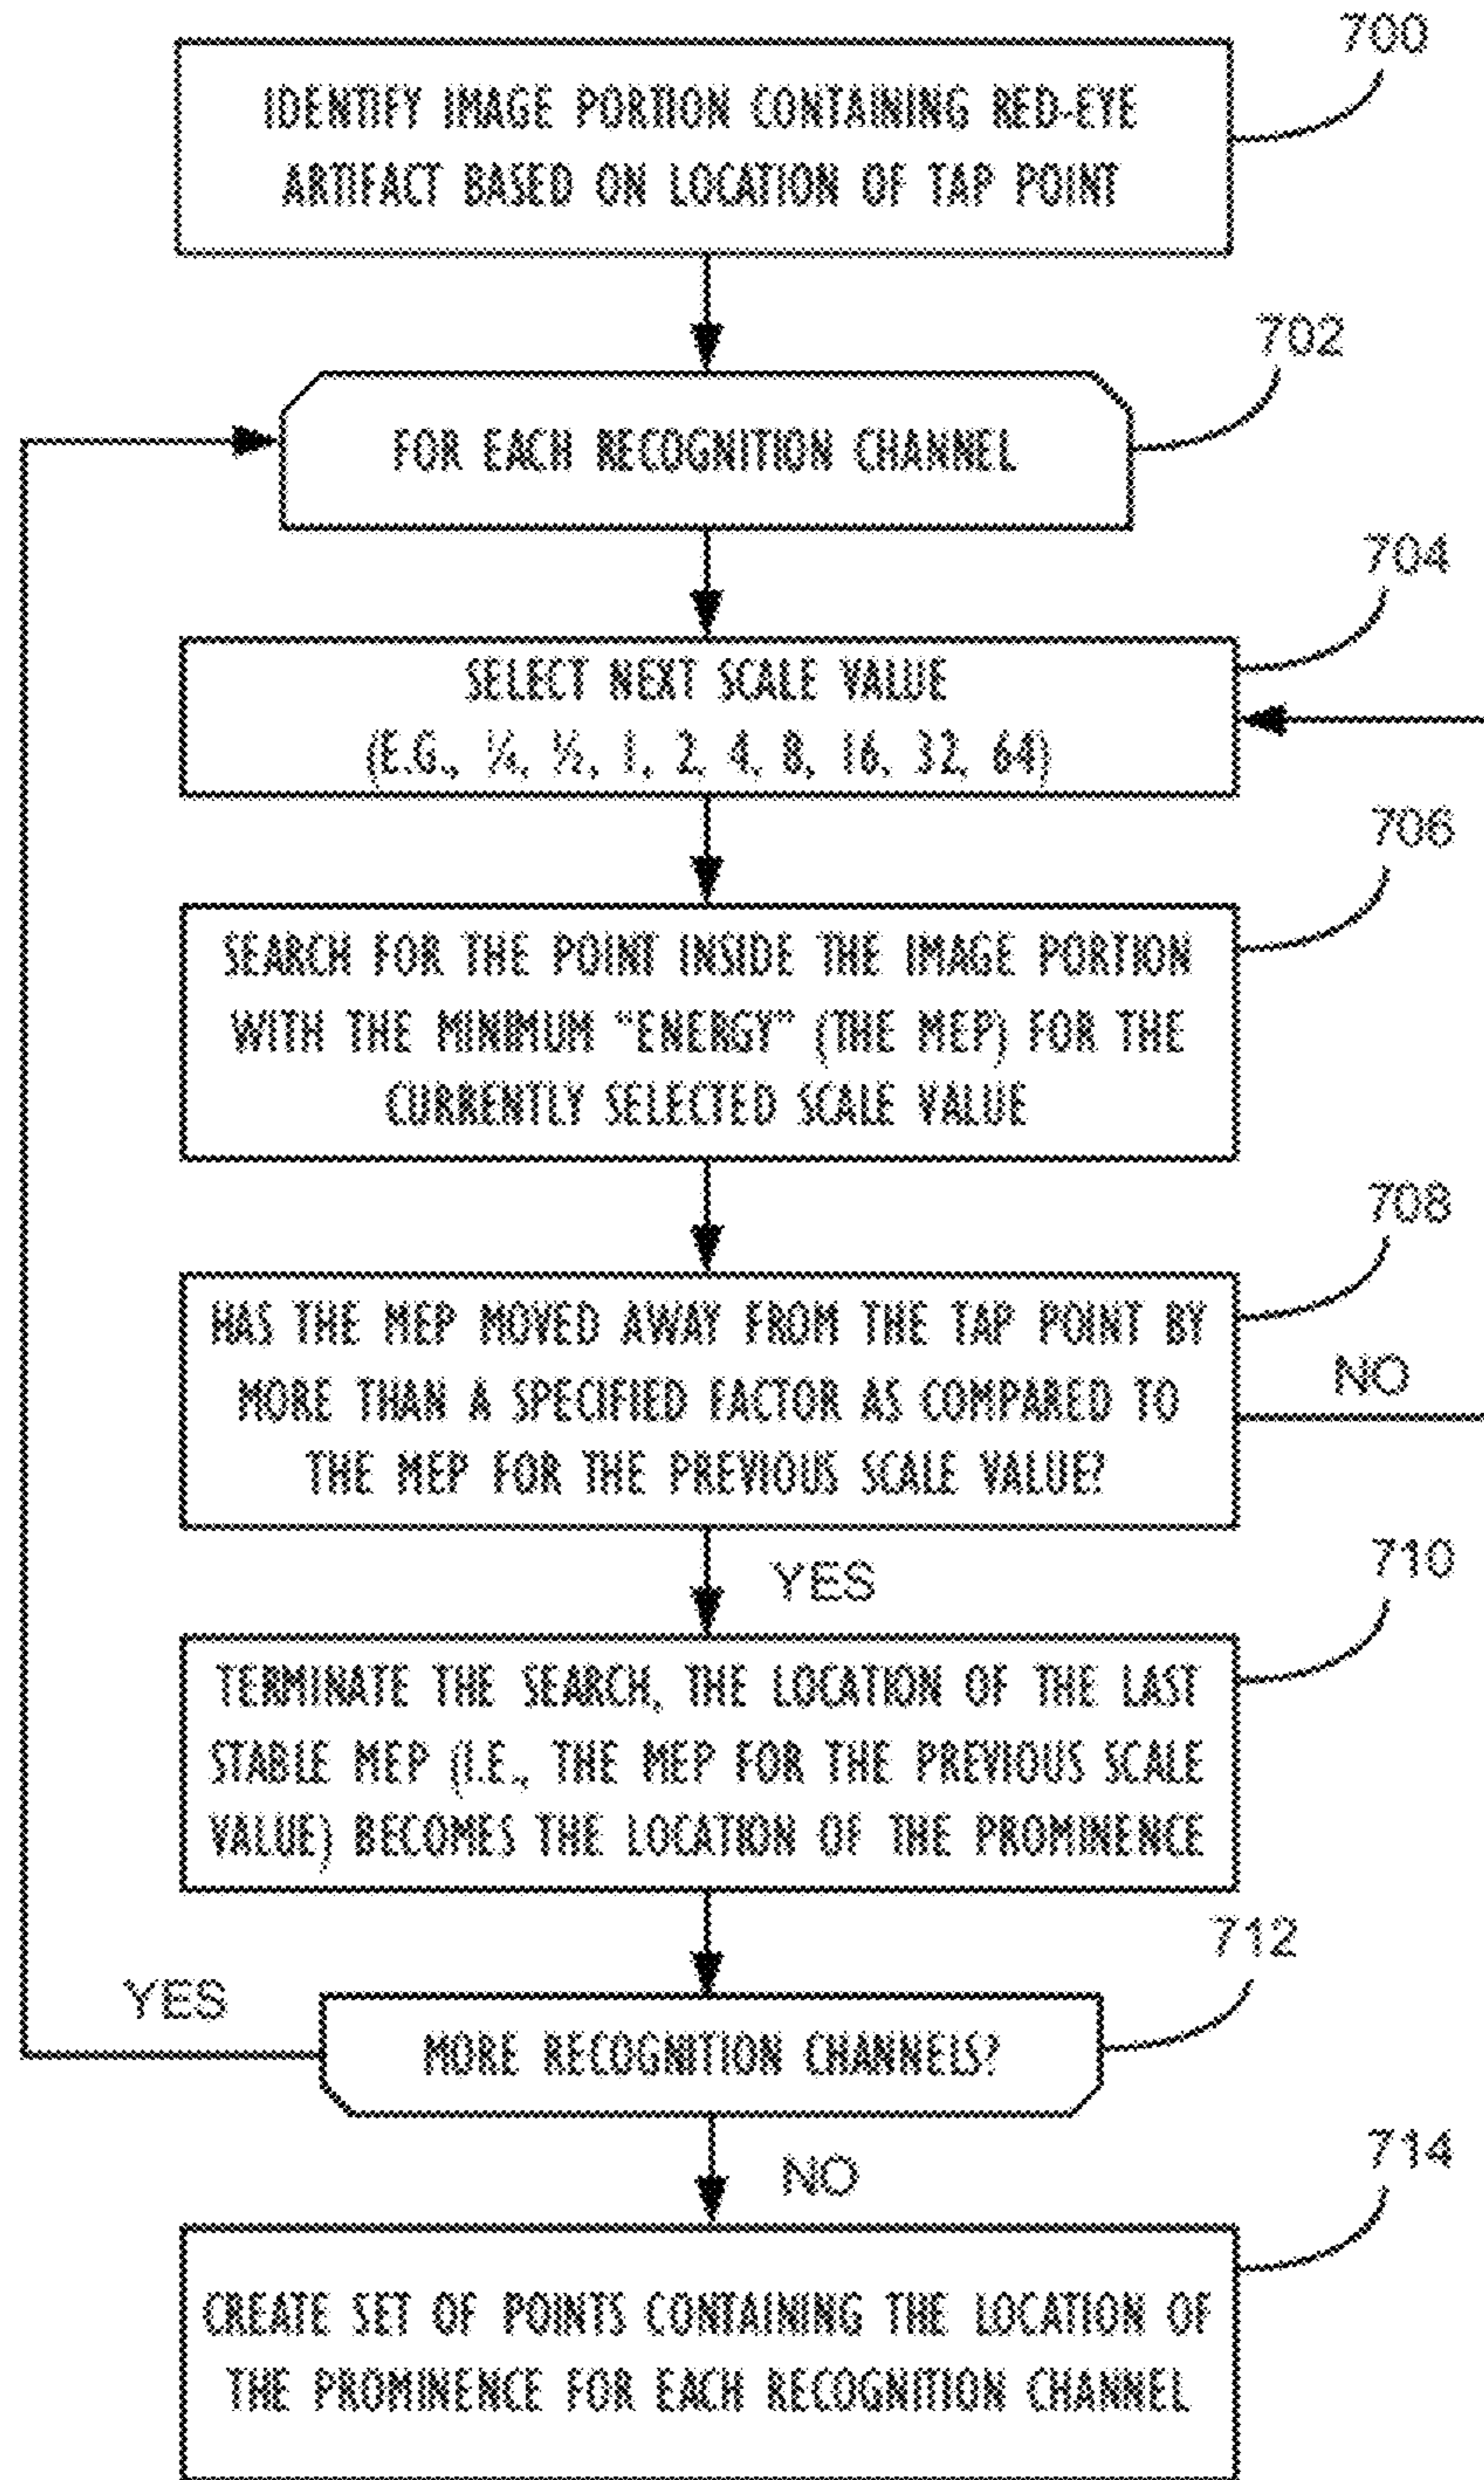 700
IDENTIFY IMAGE PORTION CONTAINING RED-EYE
ARTIFACT BASED ON LOCATION OF TAP POINT
702
FOR EACH RECOGNITION CHANNEL
704
SELECT NEXT SCALE VALUE
(E.G., ¼, ½, 1, 2, 4, 8, 16, 32, 64)
706
SEARCH FOR THE POINT INSIDE THE IMAGE PORTION
WITH THE MINIMUM “ENERGY” (THE MEP) FOR THE
CURRENTLY SELECTED SCALE VALUE
708
HAS THE MEP MOVED AWAY FROM THE TAP POINT BY
MORE THAN A SPECIFIED FACTOR AS COMPARED TO
THE MEP FOR THE PREVIOUS SCALE VALUE?
NO
YES
710
TERMINATE THE SEARCH, THE LOCATION OF THE LAST
STABLE MEP (I.E., THE MEP FOR THE PREVIOUS SCALE
VALUE) BECOMES THE LOCATION OF THE PROMINENCE
712
YES
MORE RECOGNITION CHANNELS?
NO
714
CREATE SET OF POINTS CONTAINING THE LOCATION OF
THE PROMINENCE FOR EACH RECOGNITION CHANNEL